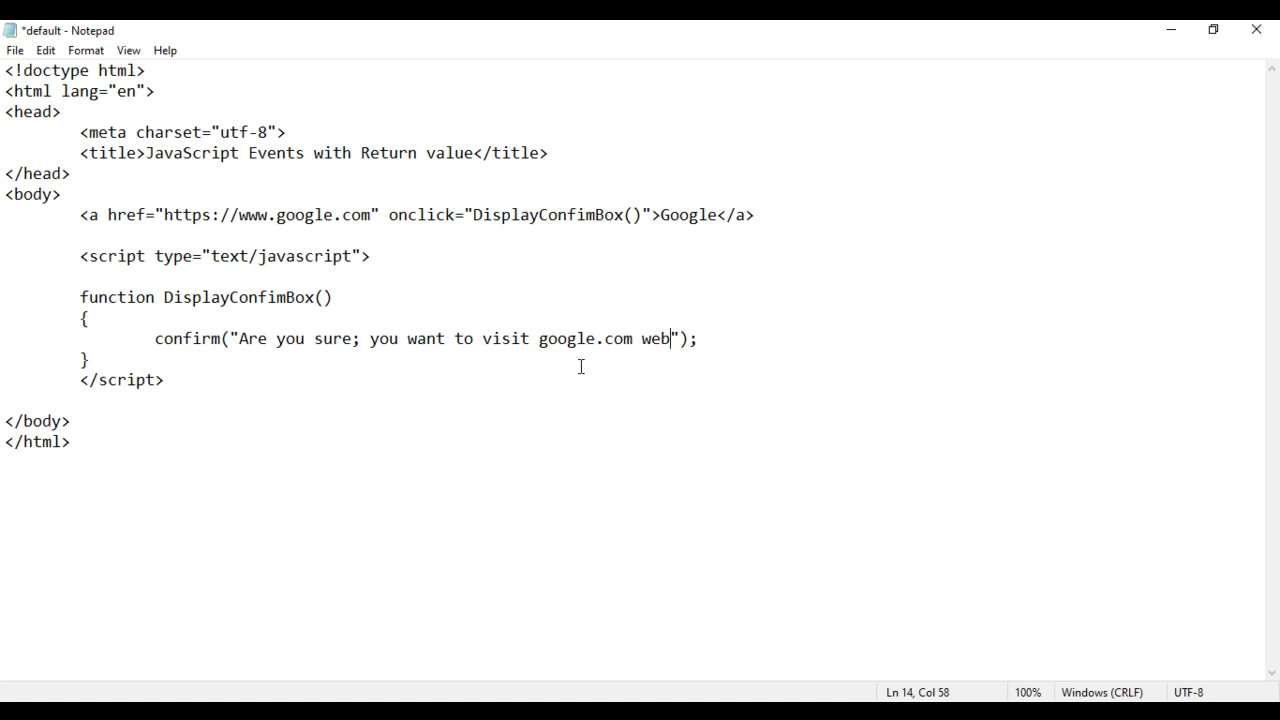 *default - Notepad
File Edit Format View Help
<!doctype html>
<html lang="en">
<head>
<meta charset="utf-8">
<title>JavaScript Events with Return value</title>
</head>
<body>
<a href="https://www.google.com" onclick="DisplayConfimBox()">Google</a>
<script type="text/javascript">
function DisplayConfimBox()
{
confirm("Are you sure; you want to visit google.com web");
}
</script>
</body>
</html>
Ln 14, Col 58 100% Windows (CRLF) UTF-8